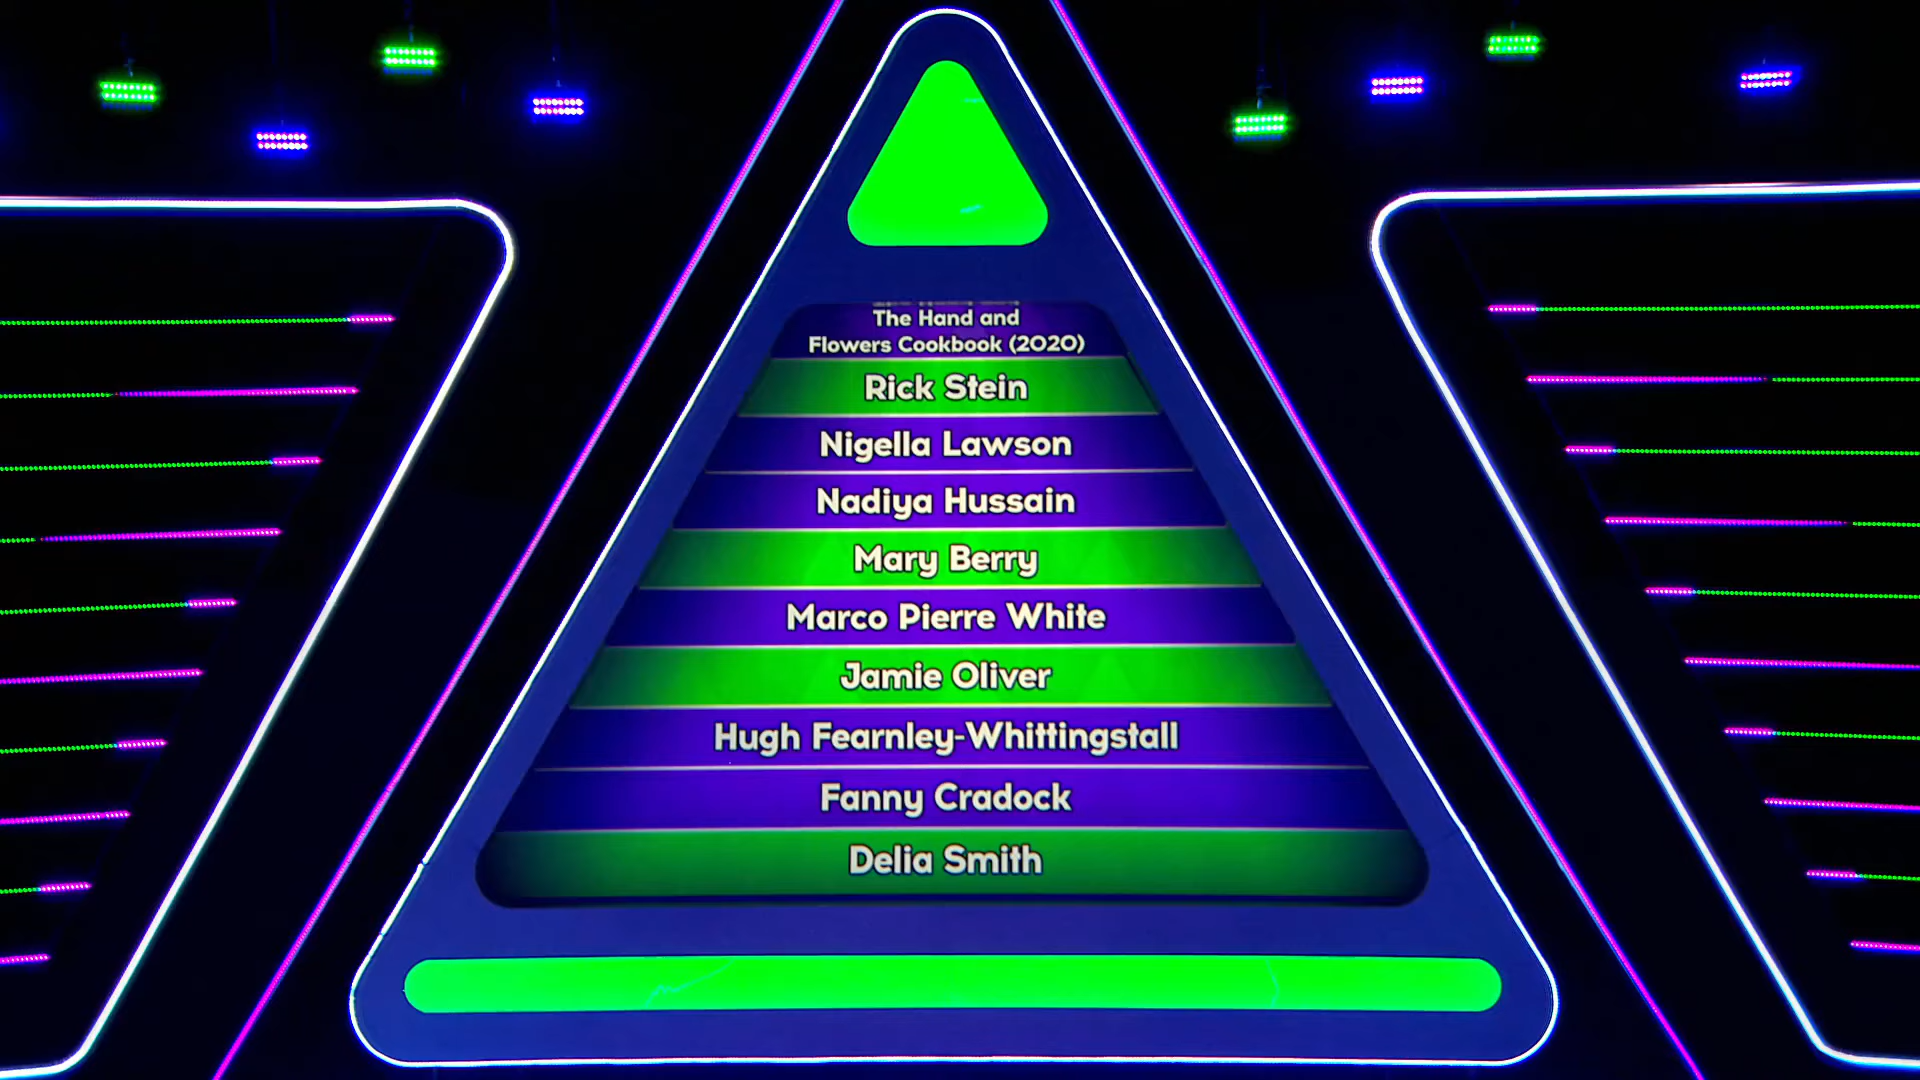 The Hand and
Flowers Cookbook (2020)
Rick Stein
Nigella Lawson
Nadiya Hussain
Mary Berry
Marco Pierre White
Jamie Oliver
Hugh Fearnley-Whittingstall
Fanny Cradock
Delia Smith